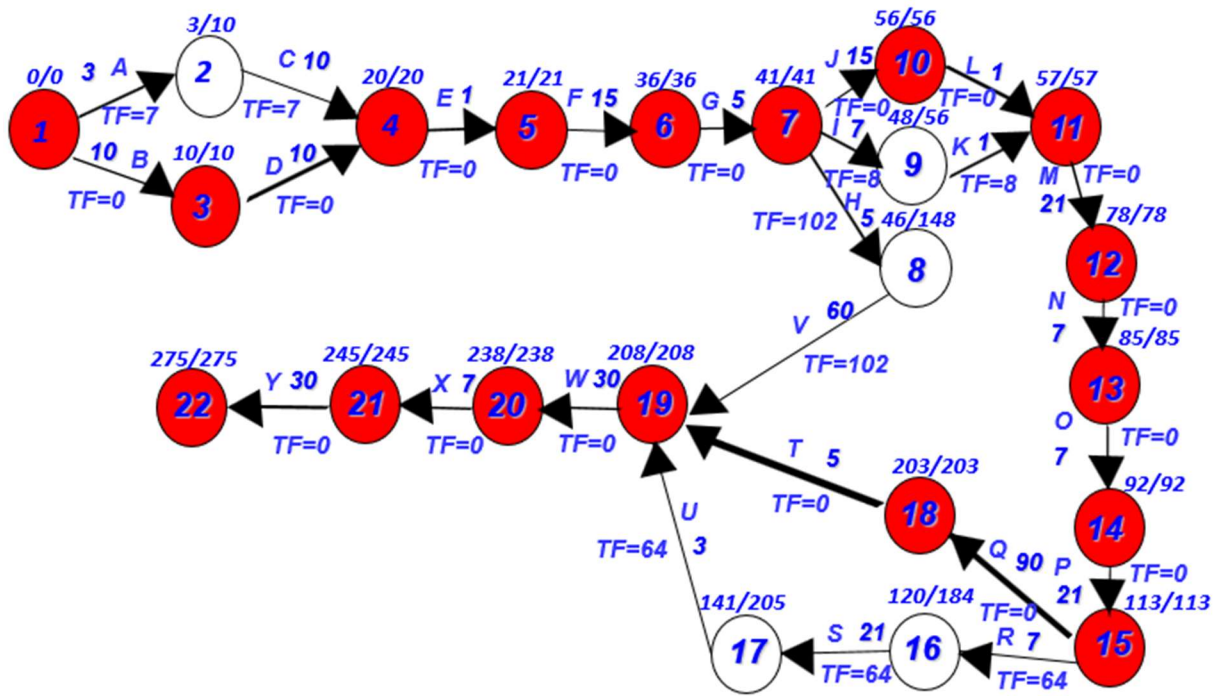 3/10
0/0
3 A
2
C 10
TF=7
TF=7
1
10 B
TF=0
10/10
3
D 10
TF=0
20/20
4
E 1
TF=0
21/21
5
F 15
TF=0
36/36
6
G 5
TF=0
41/41
7
56/56
J 15
TF=0
10
L 1
TF=0
48/56
I 7
TF=8
9
K 1
TF=8
57/57
11
H
5
TF=102
46/148
8
M
21
TF=0
78/78
12
N
7
TF=0
85/85
13
O
7
TF=0
92/92
14
P
21
TF=0
113/113
15
V 60
TF=102
Q 90
TF=0
203/203
18
T 5
TF=0
R 7
TF=64
120/184
16
S 21
TF=64
141/205
17
U
3
TF=64
208/208
19
W 30
TF=0
238/238
20
X 7
TF=0
245/245
21
Y 30
TF=0
275/275
22